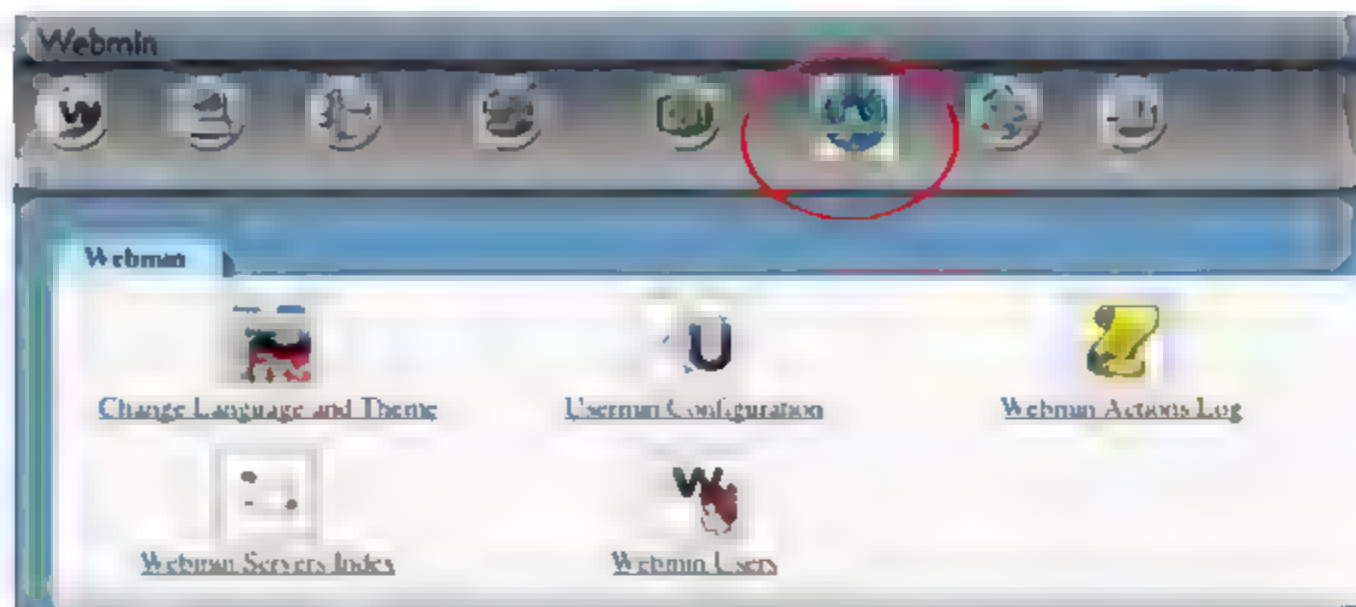 Webmin
Webmin
Change Language and Theme
Usermin Configuration
Webmin Actions Log
Webmin Servers Index
Webmin Users